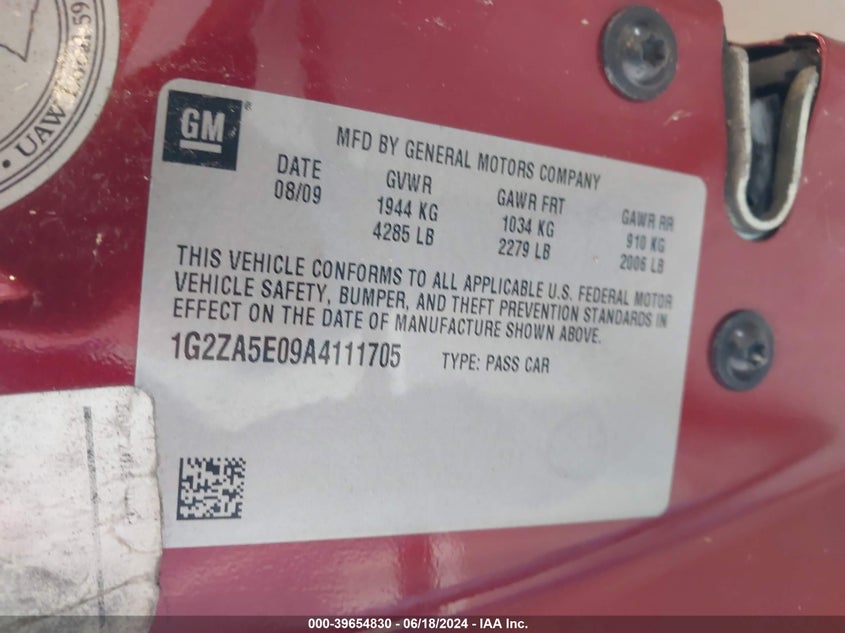 UAW Local 59
GM
MFD BY GENERAL MOTORS COMPANY
DATE GVWR GAWR FRT GAWR RR
08/09 1944 KG 1034 KG 910 KG
4285 LB 2279 LB 2006 LB
THIS VEHICLE CONFORMS TO ALL APPLICABLE U.S. FEDERAL MOTOR
VEHICLE SAFETY, BUMPER, AND THEFT PREVENTION STANDARDS IN
EFFECT ON THE DATE OF MANUFACTURE SHOWN ABOVE.
1G2ZA5E09A4111705 TYPE: PASS CAR
000-39654830 - 06/18/2024 - IAA Inc.